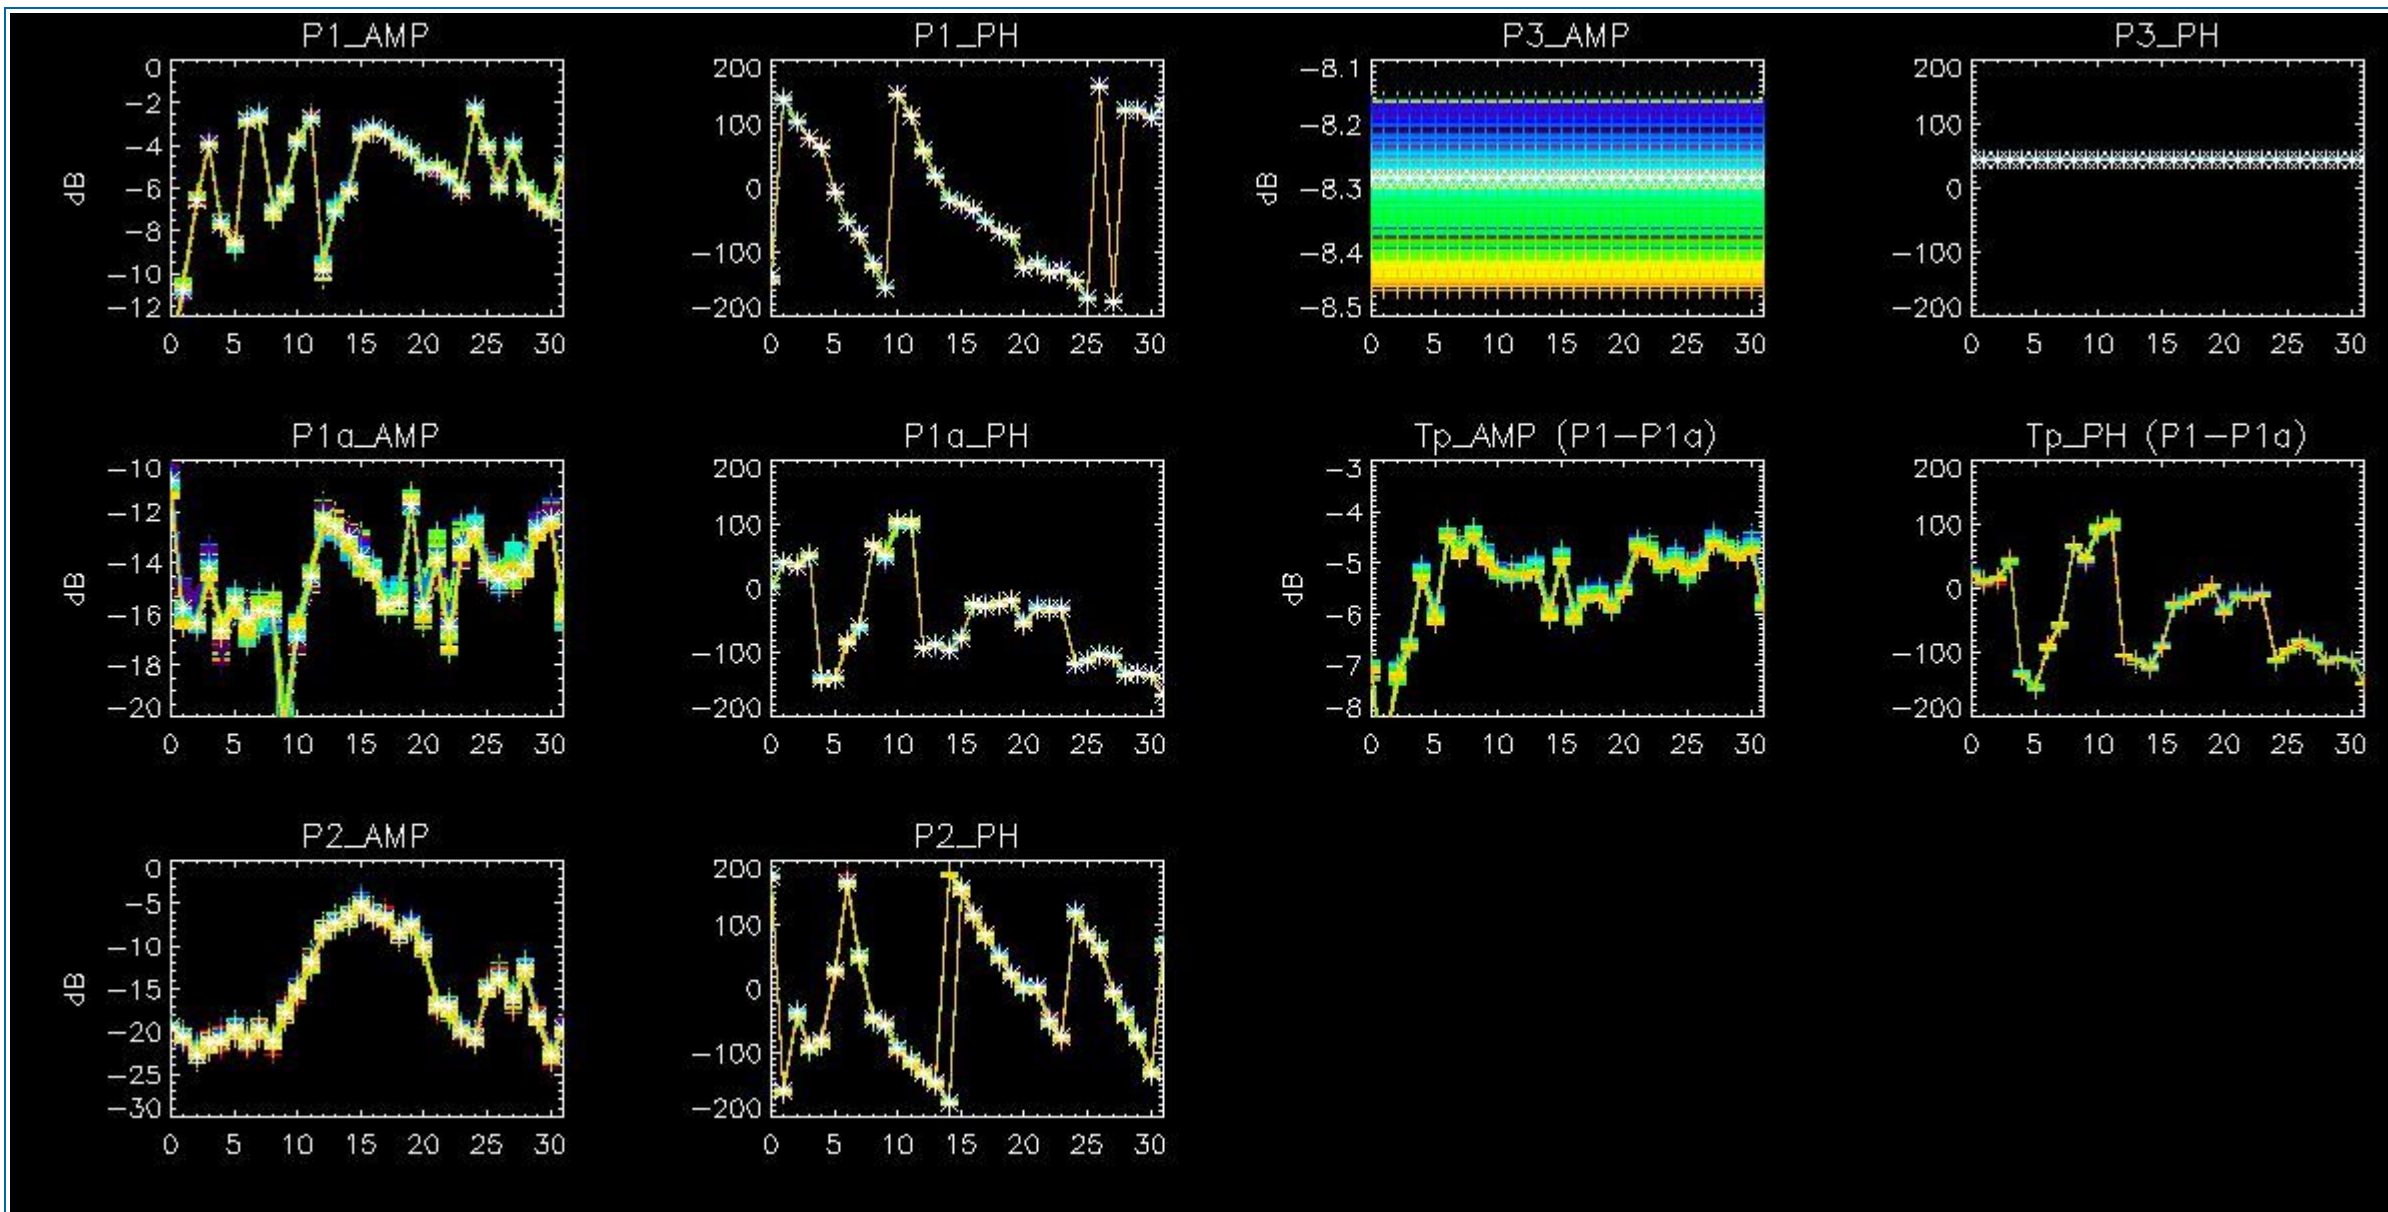 P1_AMP
P1_PH
P3_AMP
P3_PH
0
−2
−4
−6
−8
−10
−12
dB
0 5 10 15 20 25 30
200
100
0
−100
−200
0 5 10 15 20 25 30
−8.1
−8.2
−8.3
−8.4
−8.5
dB
0 5 10 15 20 25 30
200
100
0
−100
−200
0 5 10 15 20 25 30
P1a_AMP
P1a_PH
Tp_AMP (P1−P1a)
Tp_PH (P1−P1a)
−10
−12
−14
−16
−18
−20
dB
0 5 10 15 20 25 30
200
100
0
−100
−200
0 5 10 15 20 25 30
−3
−4
−5
−6
−7
−8
dB
0 5 10 15 20 25 30
200
100
0
−100
−200
0 5 10 15 20 25 30
P2_AMP
P2_PH
0
−5
−10
−15
−20
−25
−30
dB
0 5 10 15 20 25 30
200
100
0
−100
−200
0 5 10 15 20 25 30